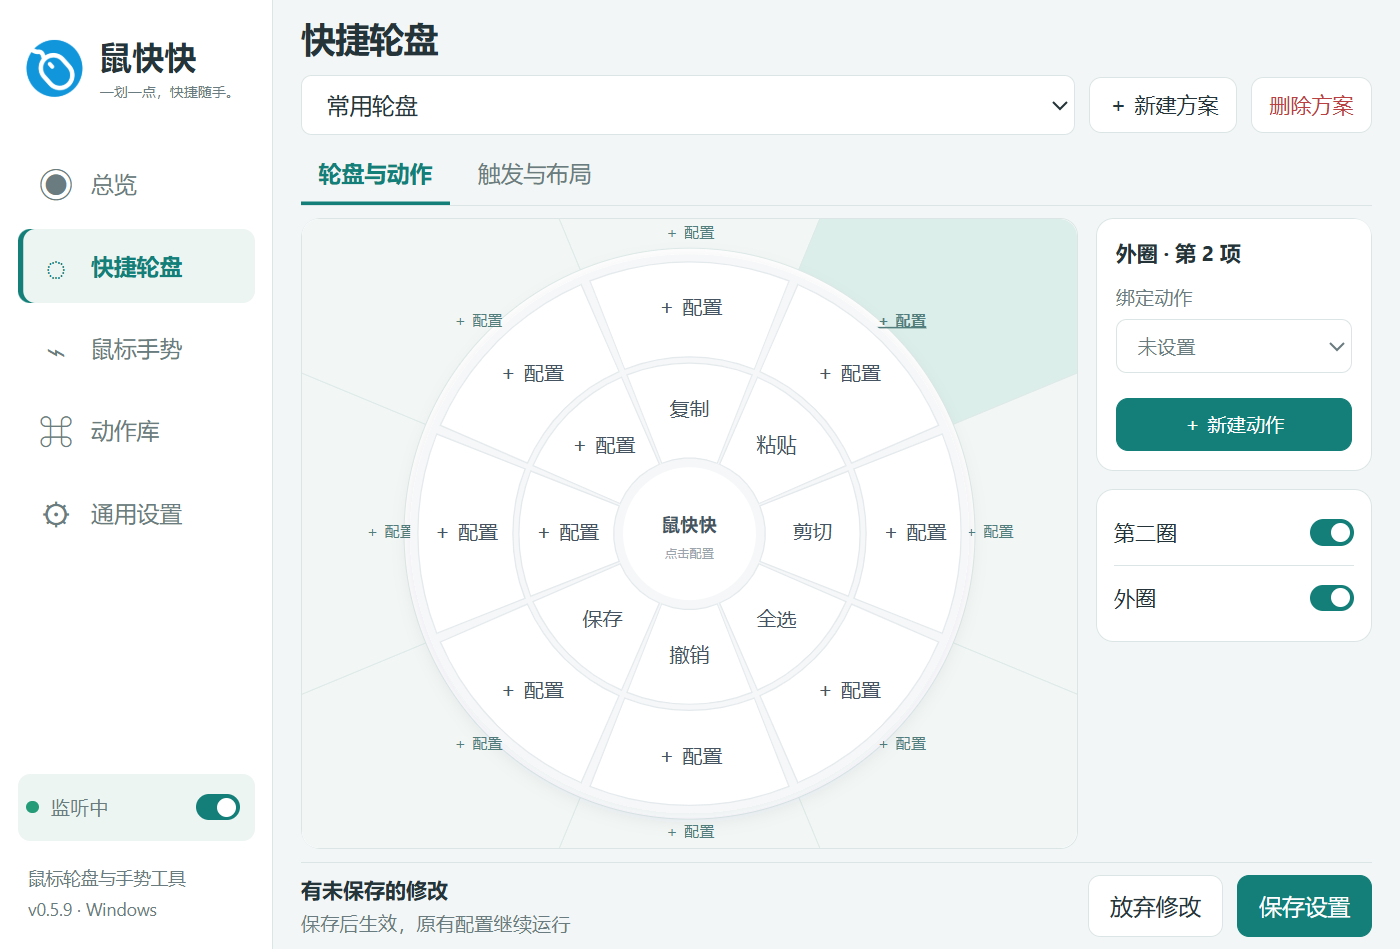 鼠快快
一划一点，快捷随手。
总览
快捷轮盘
鼠标手势
动作库
通用设置
监听中
鼠标轮盘与手势工具
v0.5.9 · Windows
快捷轮盘
常用轮盘
+ 新建方案
删除方案
轮盘与动作
触发与布局
+ 配置
+ 配置
+ 配置
+ 配置
+ 配置
+ 配置
+ 配置
复制
+ 配置
粘贴
+ 配置
+ 配置
+ 配置
鼠快快
点击配置
剪切
+ 配置
+ 配置
保存
全选
撤销
+ 配置
+ 配置
+ 配置
+ 配置
+ 配置
+ 配置
外圈 · 第 2 项
绑定动作
未设置
+ 新建动作
第二圈
外圈
有未保存的修改
保存后生效，原有配置继续运行
放弃修改
保存设置